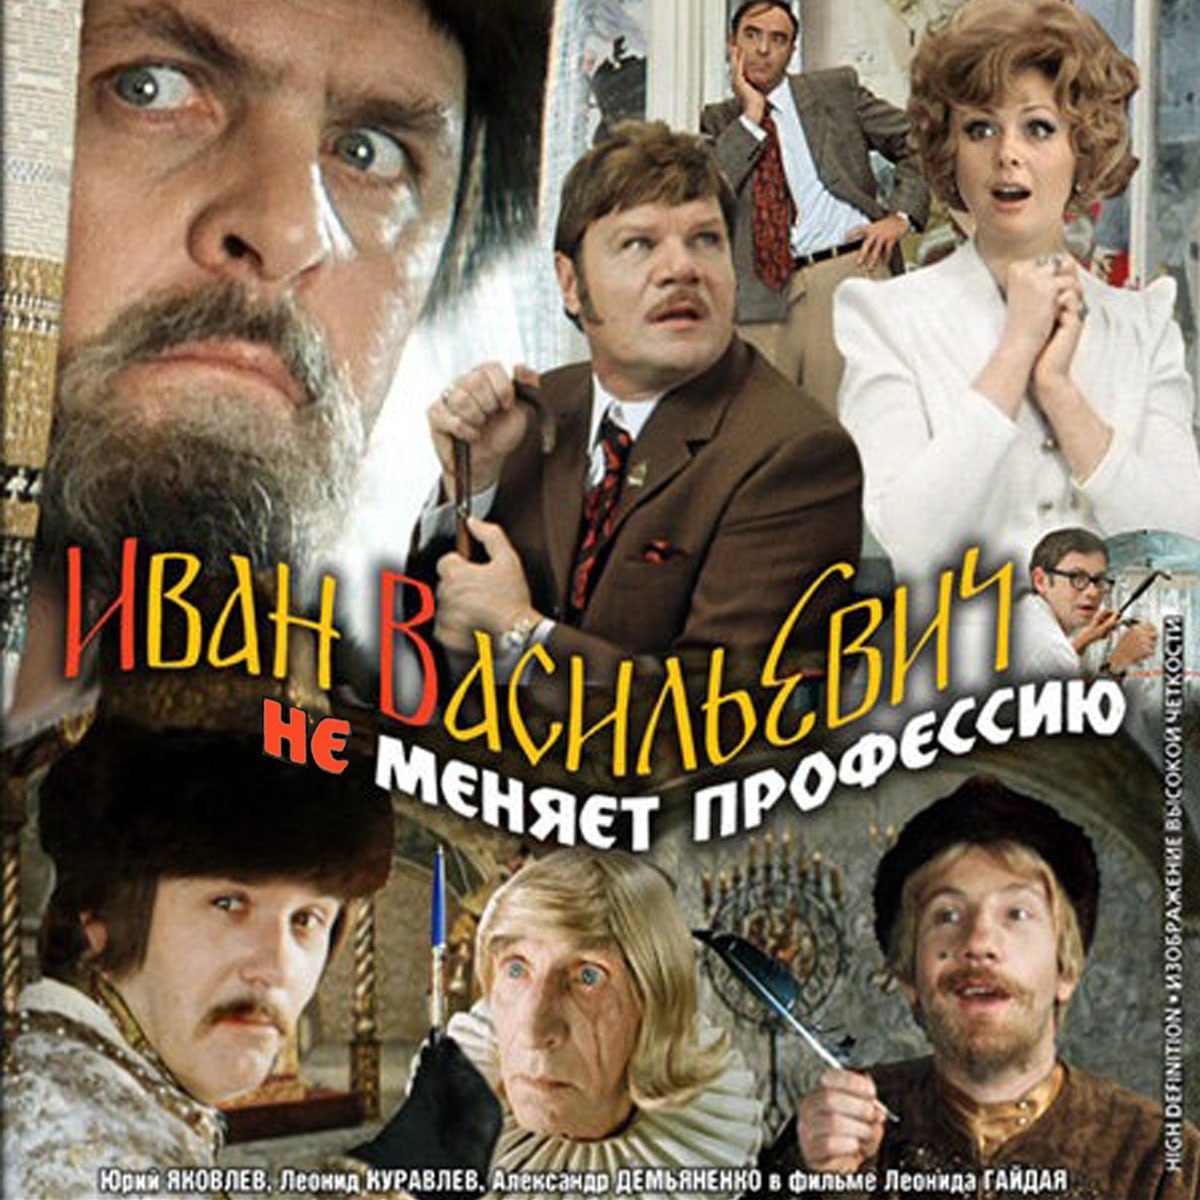 Иван Васильевич
не меняет профессию
HIGH DEFINITION • ИЗОБРАЖЕНИЕ ВЫСОКОЙ ЧЕТКОСТИ
Юрий ЯКОВЛЕВ, Леонид КУРАВЛЕВ, Александр ДЕМЬЯНЕНКО в фильме Леонида ГАЙДАЯ